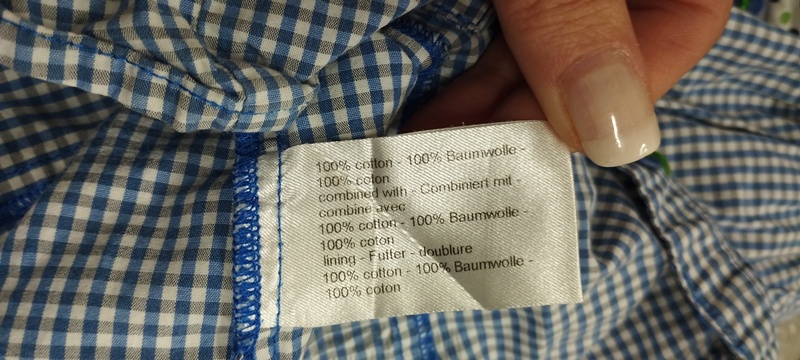 100% cotton - 100% Baumwolle -
100% coton
combined with - Combiniert mit -
combiné avec
100% cotton - 100% Baumwolle -
100% coton
lining - Futter - doublure
100% cotton - 100% Baumwolle -
100% coton